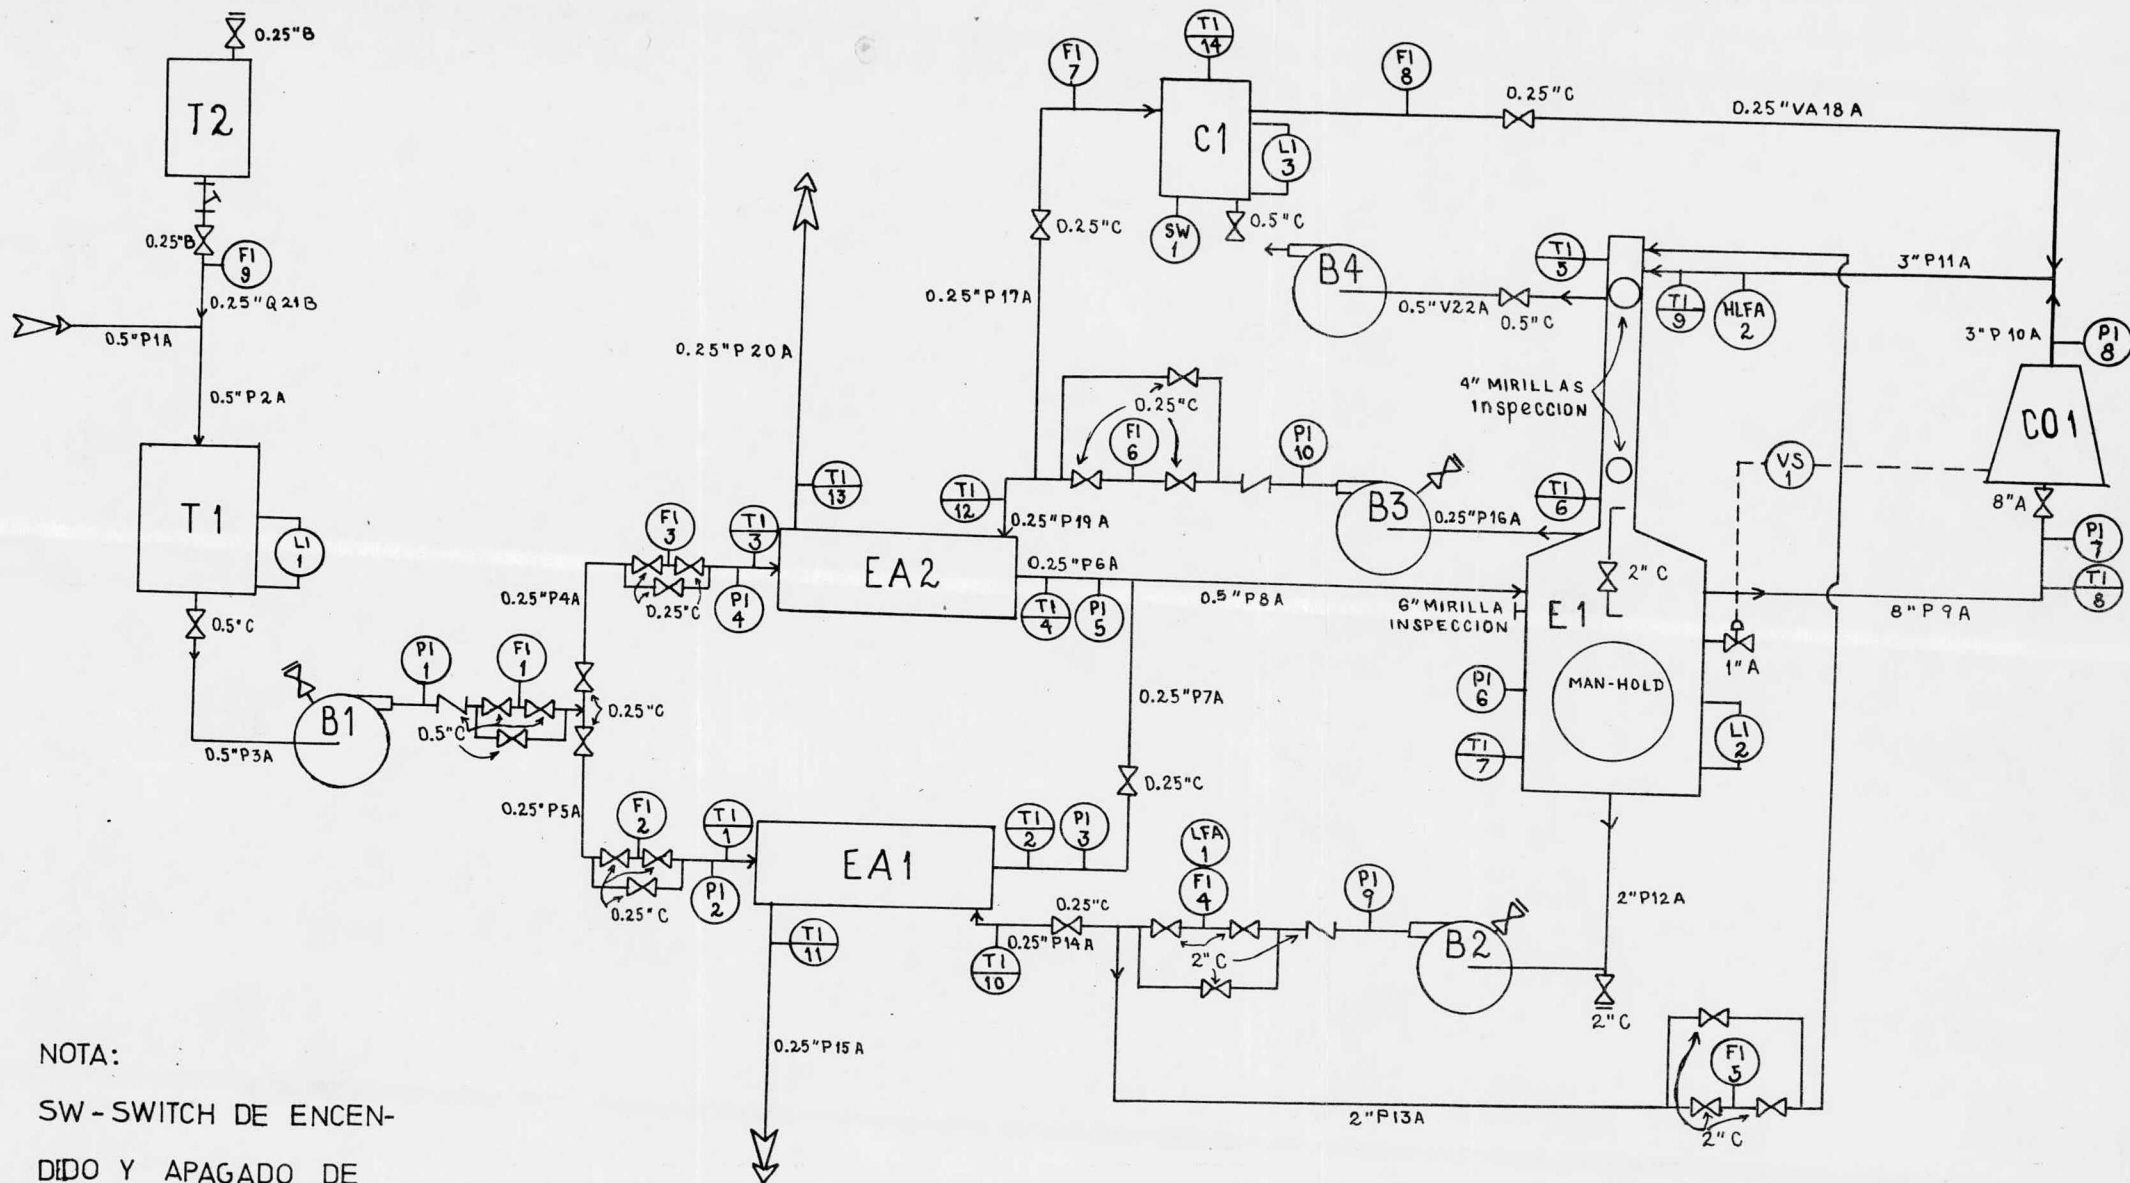 0.25"B
T2
0.25"B
FI
9
0.25"Q21B
0.5"P1A
0.5"P2A
T1
LI
1
0.5"C
0.5"P3A
B1
PI
1
FI
1
0.5"C
0.25"C
0.25"P4A
0.25"P5A
FI
3
0.25"C
PI
4
TI
3
EA2
TI
13
0.25"P20A
TI
12
0.25"P19A
0.25"P6A
TI
4
PI
5
0.5"P8A
0.25"P7A
0.25"C
FI
2
0.25"C
PI
2
TI
1
EA1
TI
2
PI
3
TI
11
0.25"P15A
TI
10
0.25"P14A
0.25"C
LFA
1
FI
4
2"C
PI
9
B2
2"C
2"P12A
2"P13A
FI
5
2"C
0.25"P17A
0.25"C
FI
7
TI
14
C1
LI
3
SW
1
0.5"C
FI
8
0.25"C
0.25"VA18A
B4
0.5"V22A
0.5"C
TI
5
TI
9
HLFA
2
3"P11A
3"P10A
PI
8
CO1
8"A
PI
7
TI
8
8"P9A
VS
1
1"A
4" MIRILLAS
INSPECCION
0.25"C
FI
6
PI
10
B3
0.25"P16A
TI
6
2"C
6" MIRILLA
INSPECCION
E1
MAN-HOLD
PI
6
TI
7
LI
2
NOTA:
SW-SWITCH DE ENCEN-
DIDO Y APAGADO DE